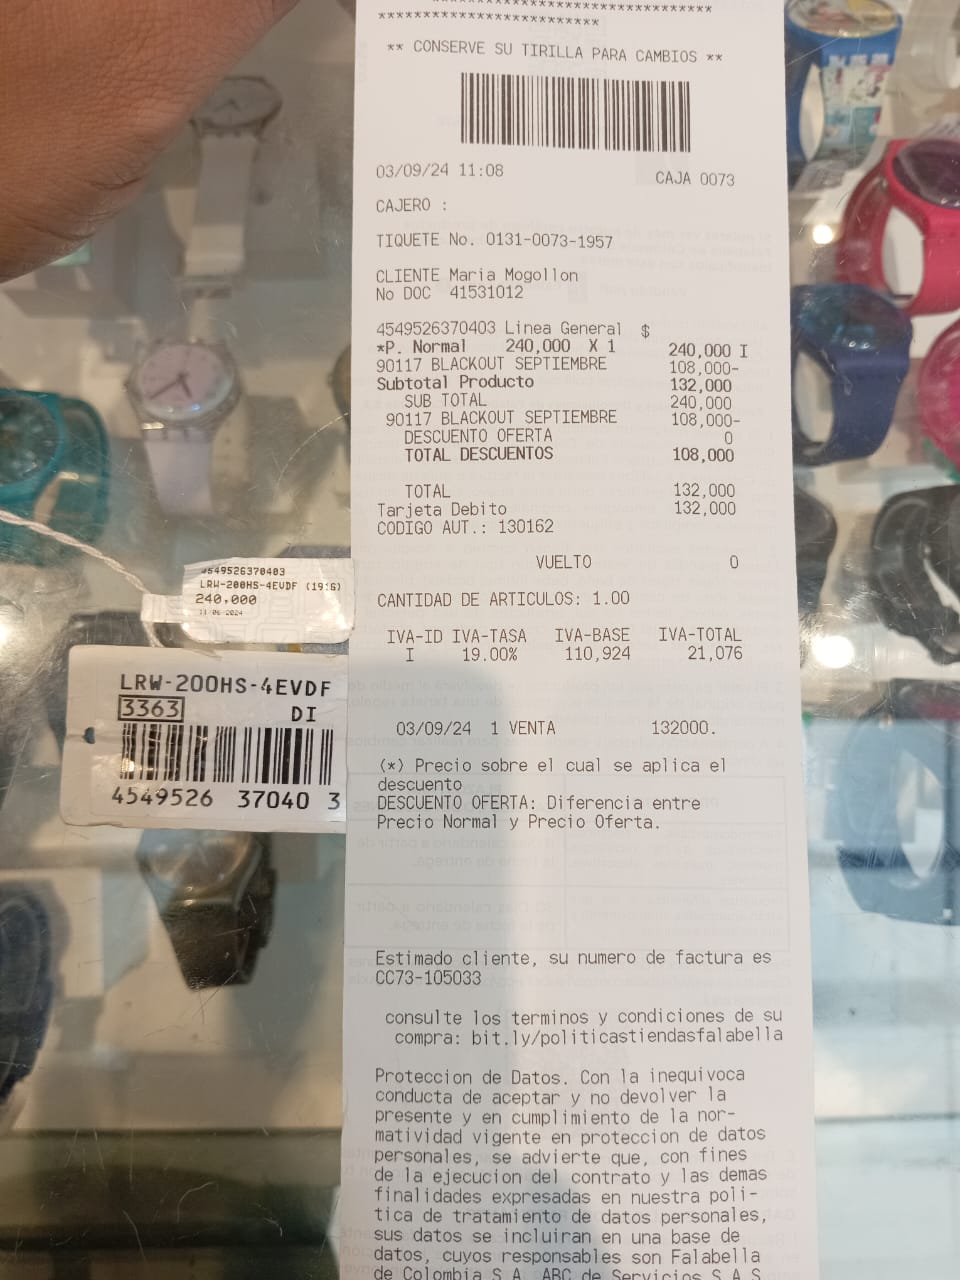 ** CONSERVE SU TIRILLA PARA CAMBIOS **
03/09/24 11:08 CAJA 0073
CAJERO :
TIQUETE No. 0131-0073-1957
CLIENTE Maria Mogollon
No DOC 41531012
4549526370403 Linea General $
*P. Normal 240,000 X 1 240,000 I
90117 BLACKOUT SEPTIEMBRE 108,000-
Subtotal Producto 132,000
SUB TOTAL 240,000
90117 BLACKOUT SEPTIEMBRE 108,000-
DESCUENTO OFERTA 0
TOTAL DESCUENTOS 108,000
TOTAL 132,000
Tarjeta Debito 132,000
CODIGO AUT.: 130162
VUELTO 0
CANTIDAD DE ARTICULOS: 1.00
IVA-ID IVA-TASA IVA-BASE IVA-TOTAL
I 19.00% 110,924 21,076
03/09/24 1 VENTA 132000.
(*) Precio sobre el cual se aplica el
descuento
DESCUENTO OFERTA: Diferencia entre
Precio Normal y Precio Oferta.
Estimado cliente, su numero de factura es
CC73-105033
consulte los terminos y condiciones de su
compra: bit.ly/politicastiendasfalabella
Proteccion de Datos. Con la inequivoca
conducta de aceptar y no devolver la
presente y en cumplimiento de la nor-
matividad vigente en proteccion de datos
personales, se advierte que, con fines
de la ejecucion del contrato y las demas
finalidades expresadas en nuestra poli-
tica de tratamiento de datos personales,
sus datos se incluiran en una base de
datos, cuyos responsables son Falabella
de Colombia S.A. ABC de Servicios S.A.S
4549526370403
LRW-200HS-4EVDF (1916)
240,000
11-06-2024
LRW-200HS-4EVDF
3363 DI
4549526 37040 3